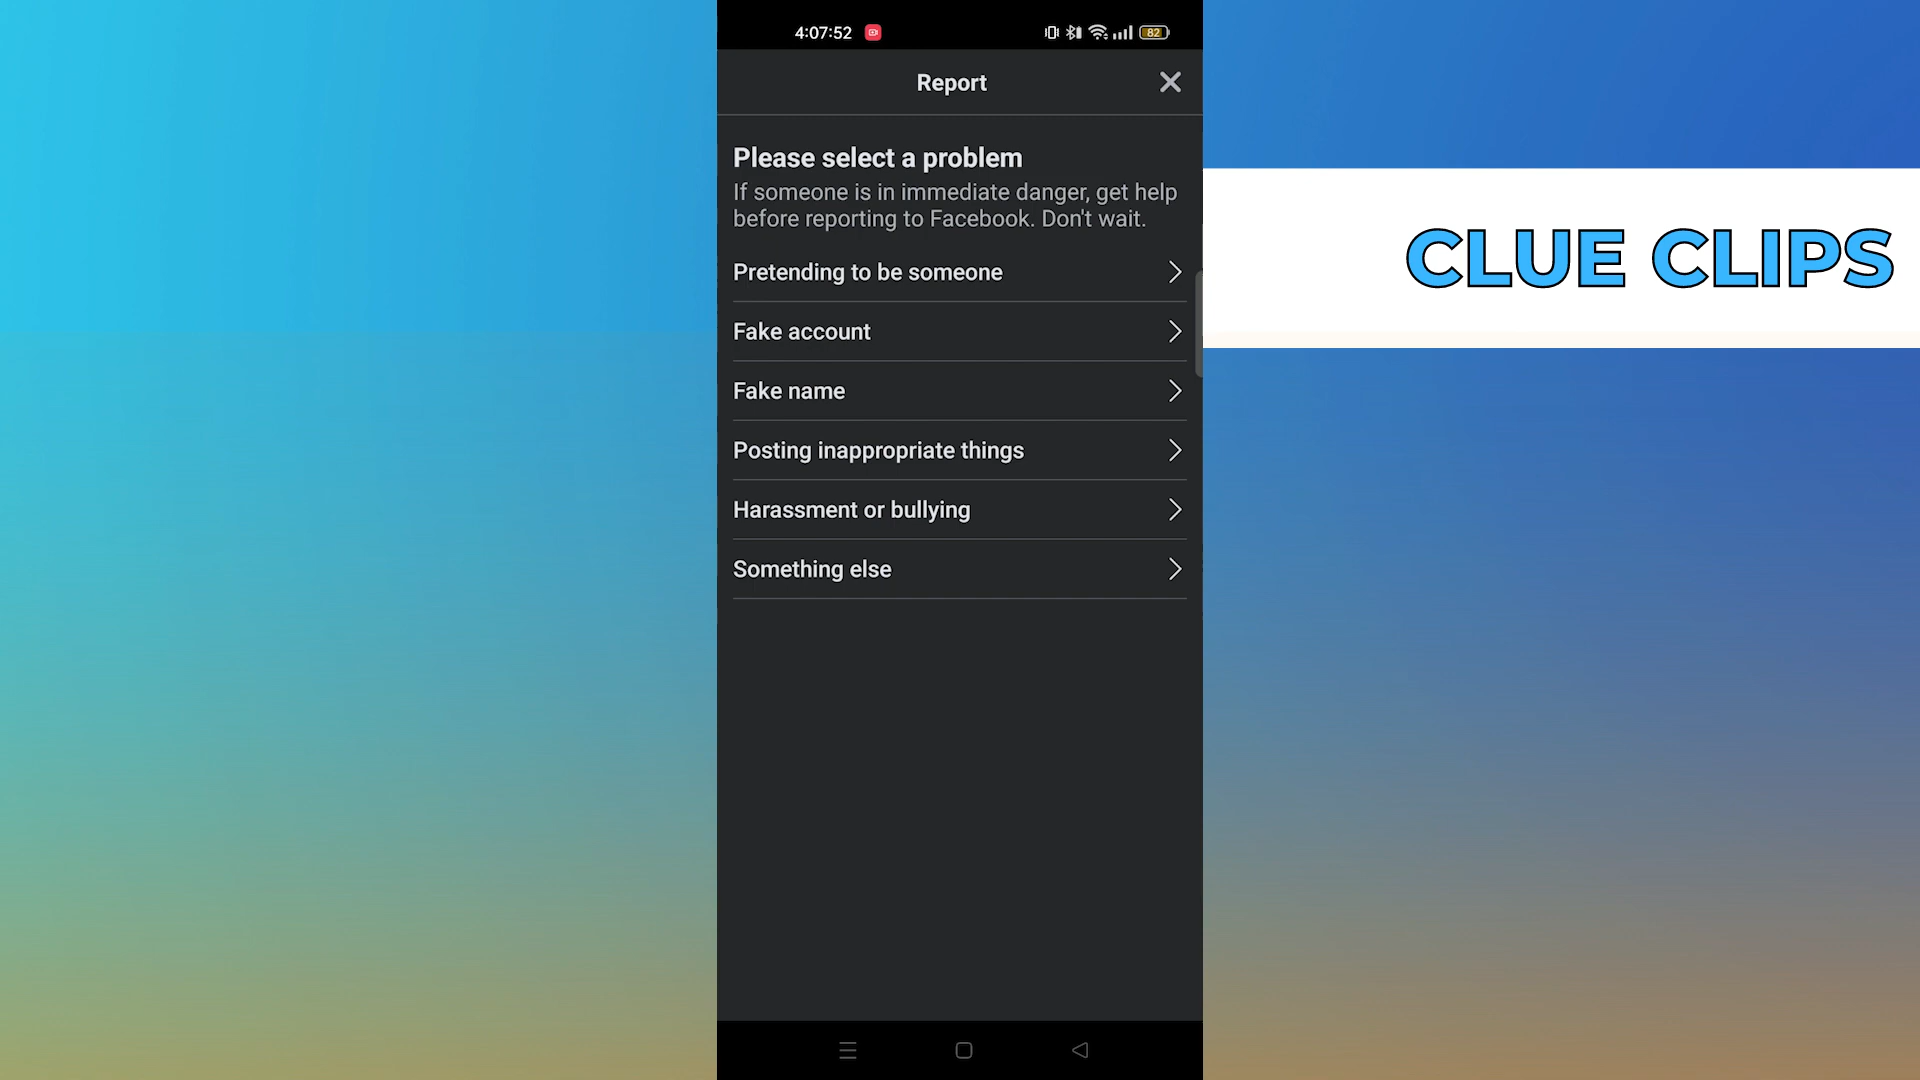 4:07:52
82
Report
Please select a problem
If someone is in immediate danger, get help
before reporting to Facebook. Don't wait.
Pretending to be someone
Fake account
Fake name
Posting inappropriate things
Harassment or bullying
Something else
CLUE CLIPS